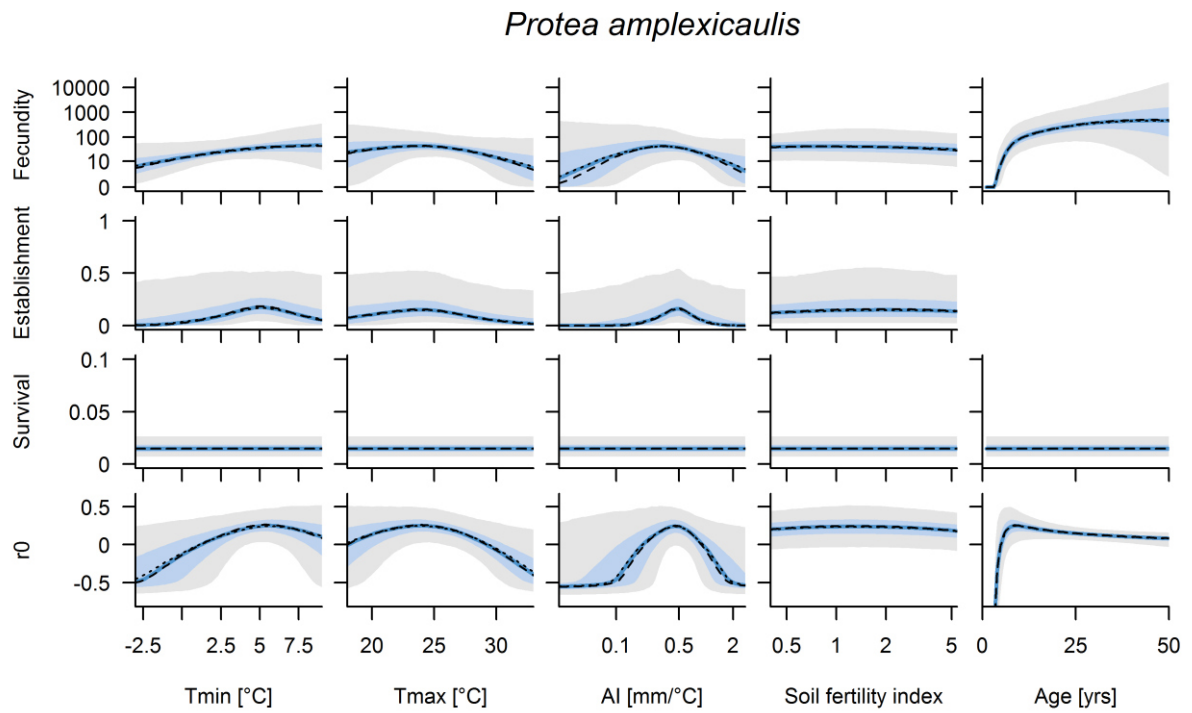 Protea amplexicaulis
Fecundity
10000
1000
100
10
0
Establishment
1
0.5
0
Survival
0.1
0.05
0
r0
0.5
0
-0.5
-2.5 2.5 5 7.5
20 25 30
0.1 0.5 2
0.5 1 2 5
0 25 50
Tmin [°C]
Tmax [°C]
AI [mm/°C]
Soil fertility index
Age [yrs]